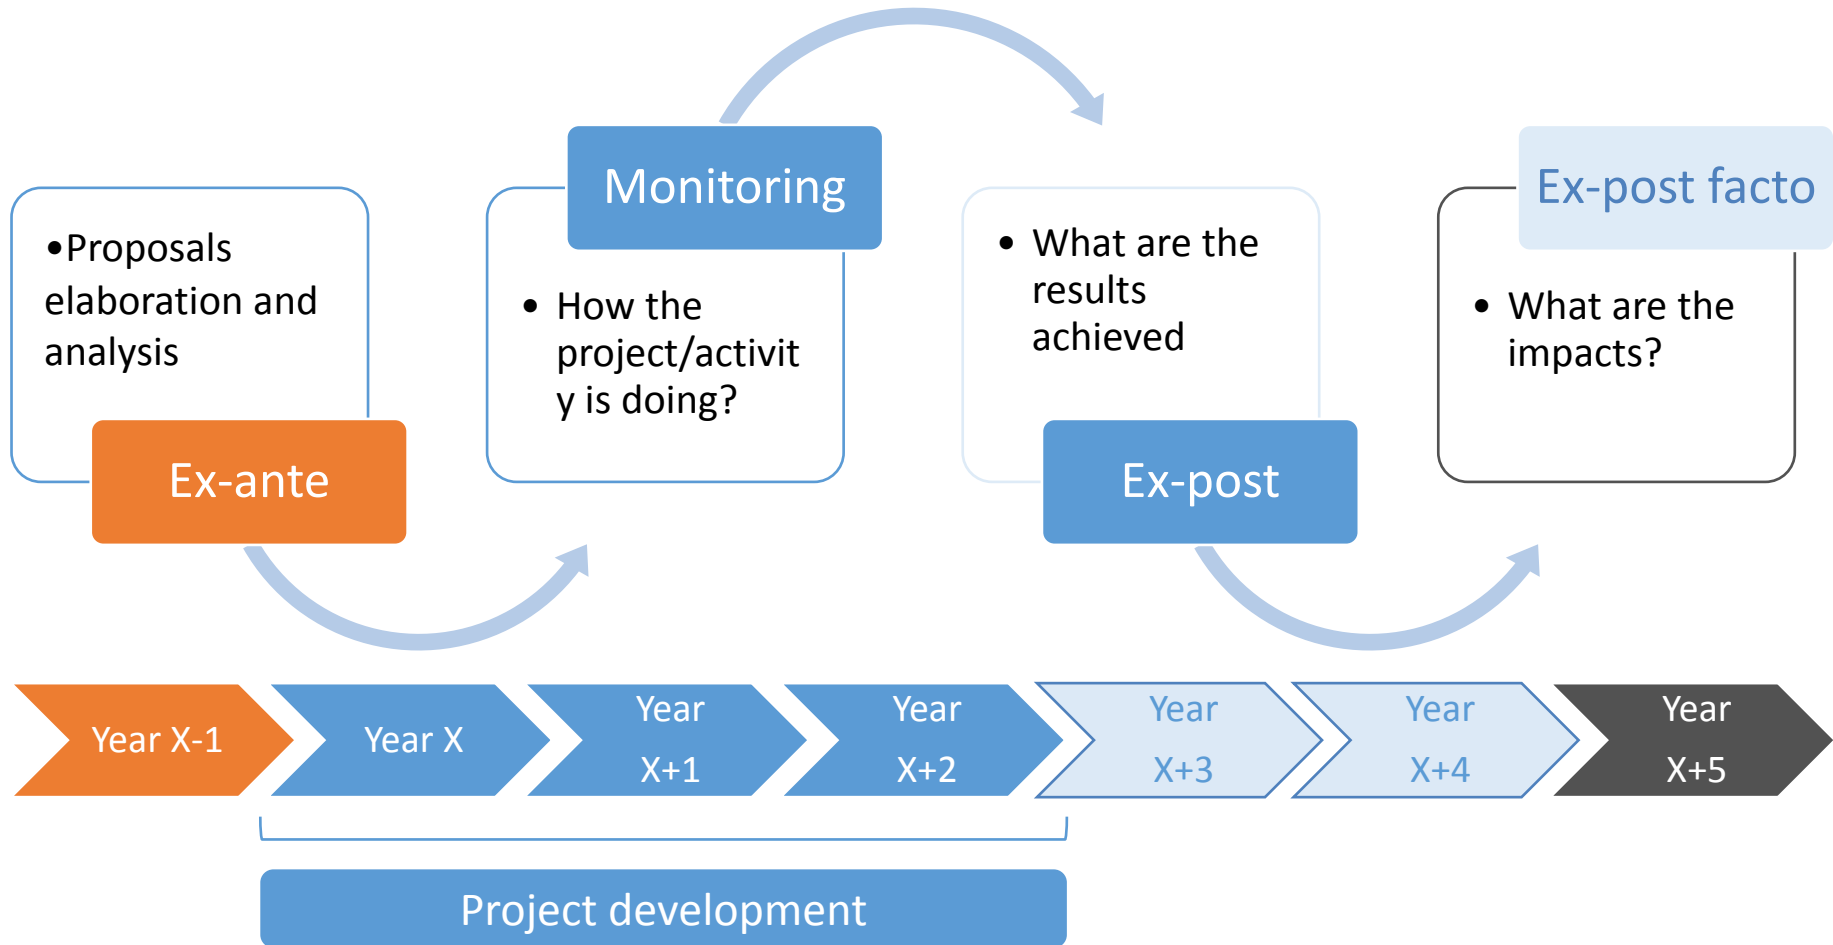 •Proposals
elaboration and
analysis
Ex-ante
Monitoring
• How the
project/activit
y is doing?
• What are the
results
achieved
Ex-post
Ex-post facto
• What are the
impacts?
Year X-1
Year X
Year
X+1
Year
X+2
Year
X+3
Year
X+4
Year
X+5
Project development